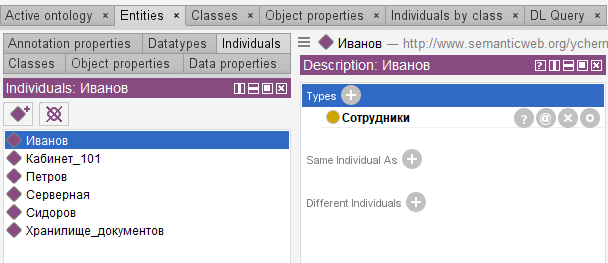 Active ontology × Entities × Classes × Object properties × Individuals by class × DL Query ×
Annotation properties Datatypes Individuals
Classes Object properties Data properties
Individuals: Иванов
Иванов
Кабинет_101
Петров
Серверная
Сидоров
Хранилище_документов
Иванов — http://www.semanticweb.org/ychern
Description: Иванов
Types
Сотрудники
Same Individual As
Different Individuals